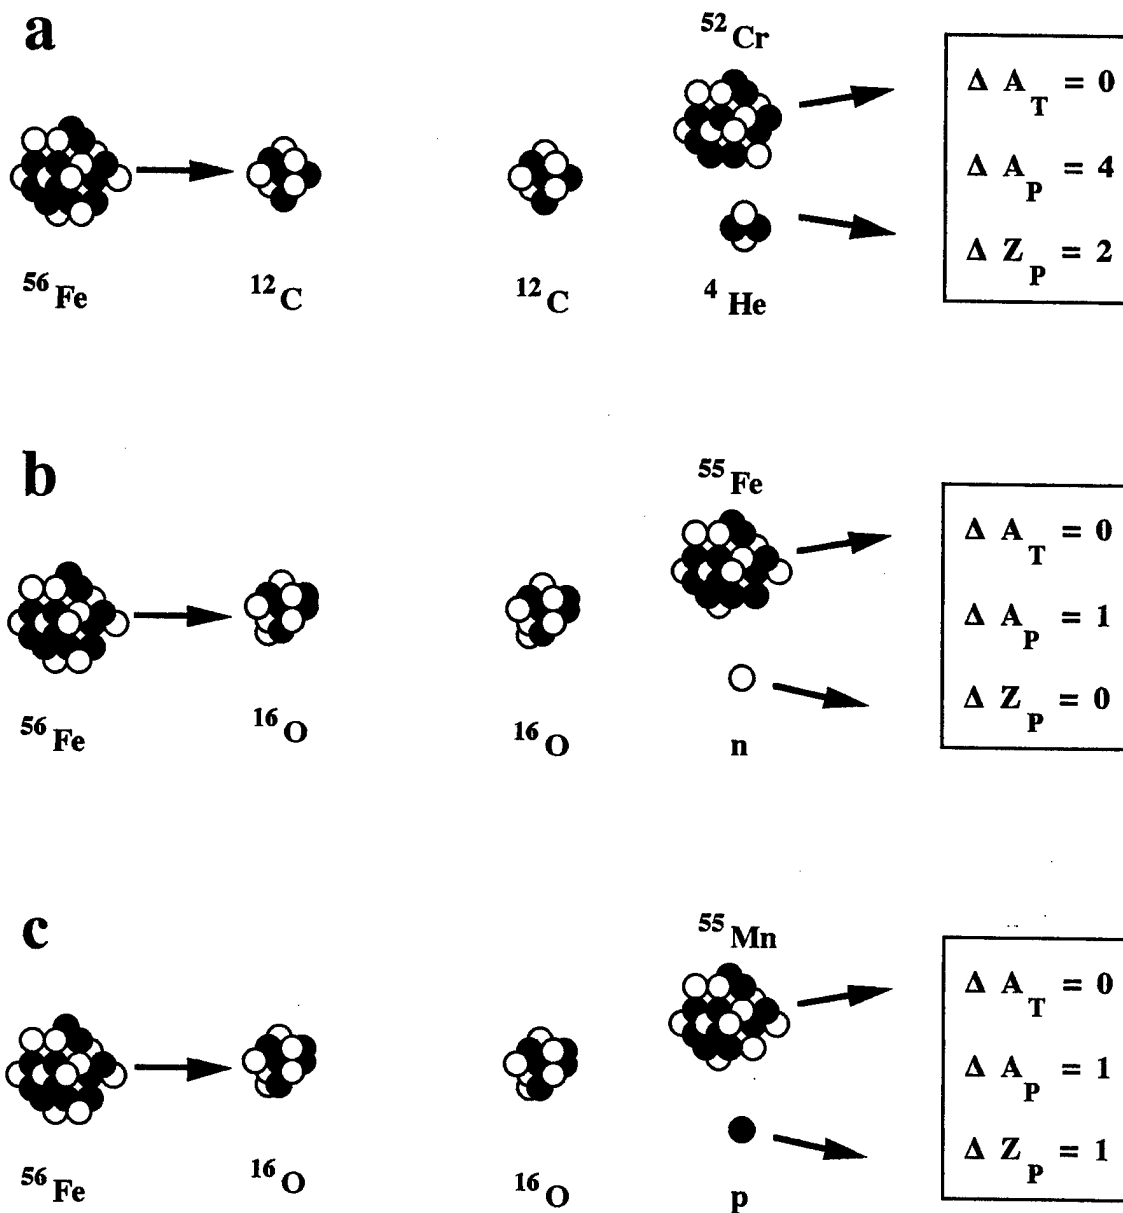 a
⁵²Cr
Δ A_T = 0
Δ A_P = 4
Δ Z_P = 2
⁵⁶Fe
¹²C
¹²C
⁴He
b
⁵⁵Fe
Δ A_T = 0
Δ A_P = 1
Δ Z_P = 0
⁵⁶Fe
¹⁶O
¹⁶O
n
c
⁵⁵Mn
Δ A_T = 0
Δ A_P = 1
Δ Z_P = 1
⁵⁶Fe
¹⁶O
¹⁶O
p